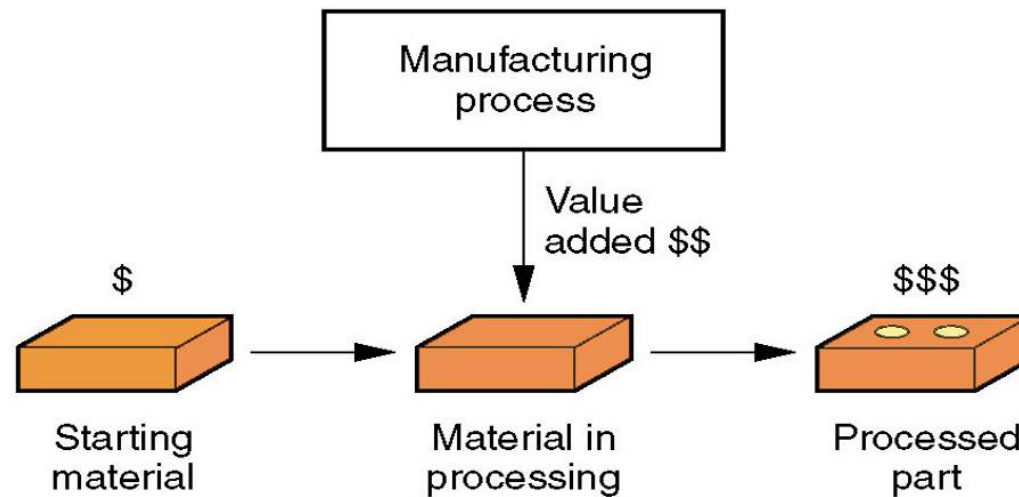 Manufacturing
process
Value
added $$
$
$$$
Starting
material
Material in
processing
Processed
part